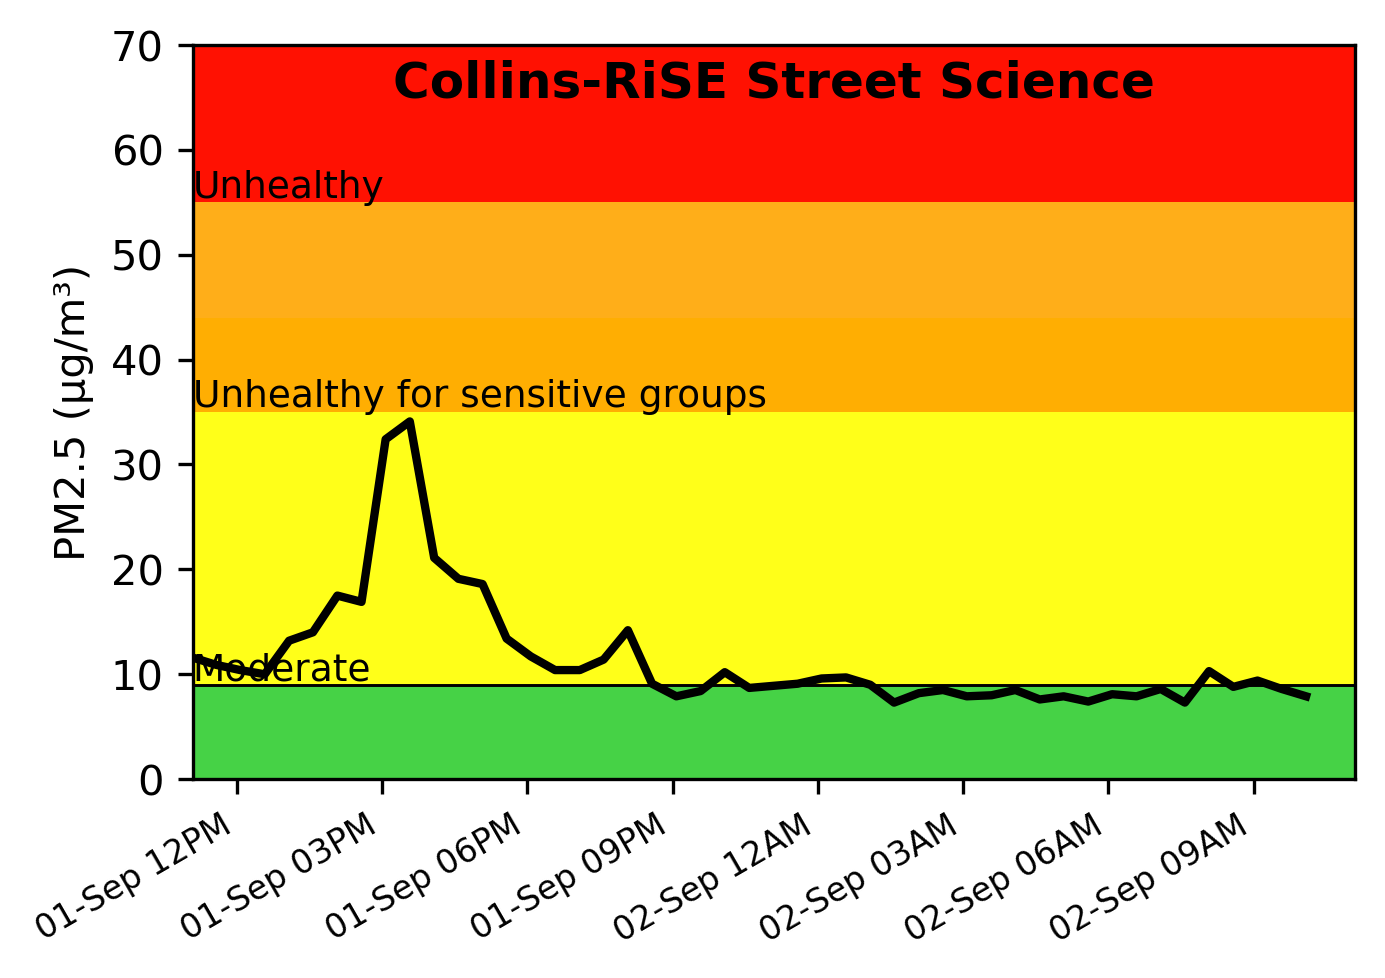 Collins-RiSE Street Science
70
60
50
40
30
20
10
0
PM2.5 (µg/m³)
Unhealthy
Unhealthy for sensitive groups
Moderate
01-Sep 12PM
01-Sep 03PM
01-Sep 06PM
01-Sep 09PM
02-Sep 12AM
02-Sep 03AM
02-Sep 06AM
02-Sep 09AM